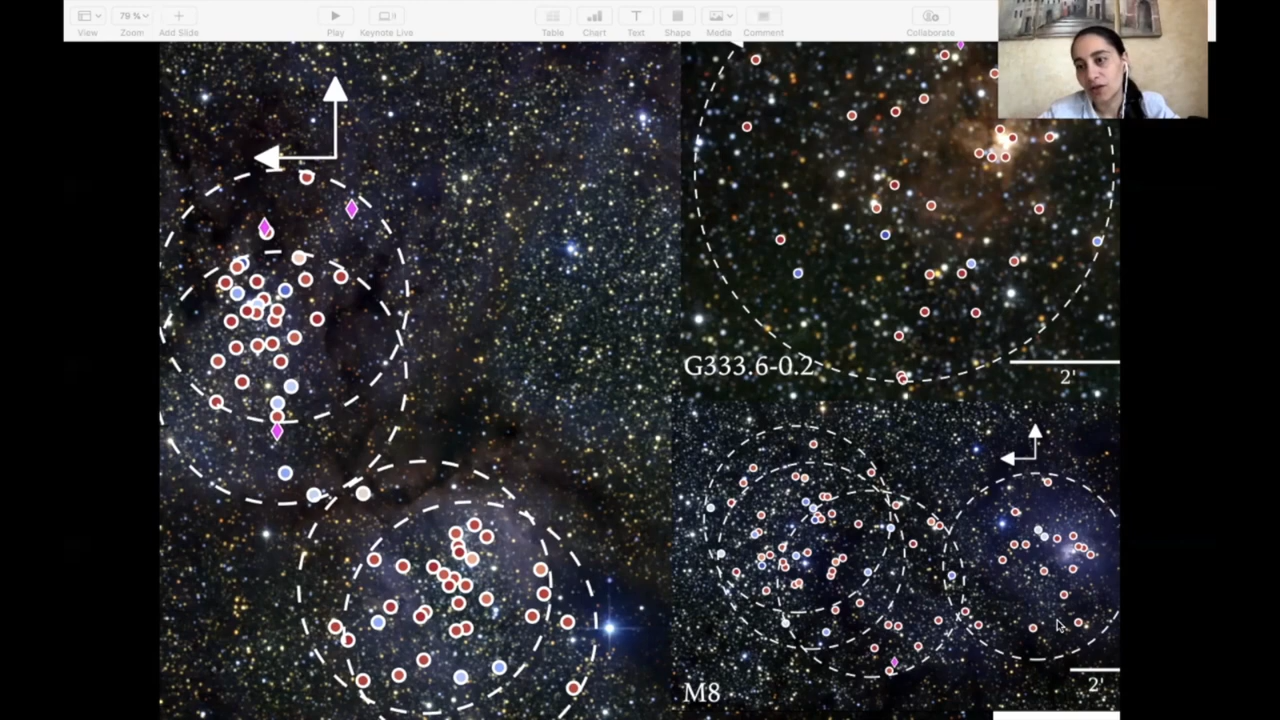 View
79 %
Zoom
Add Slide
Play
Keynote Live
Table
Chart
Text
Shape
Media
Comment
Collaborate
G333.6-0.2
2'
M8
2'